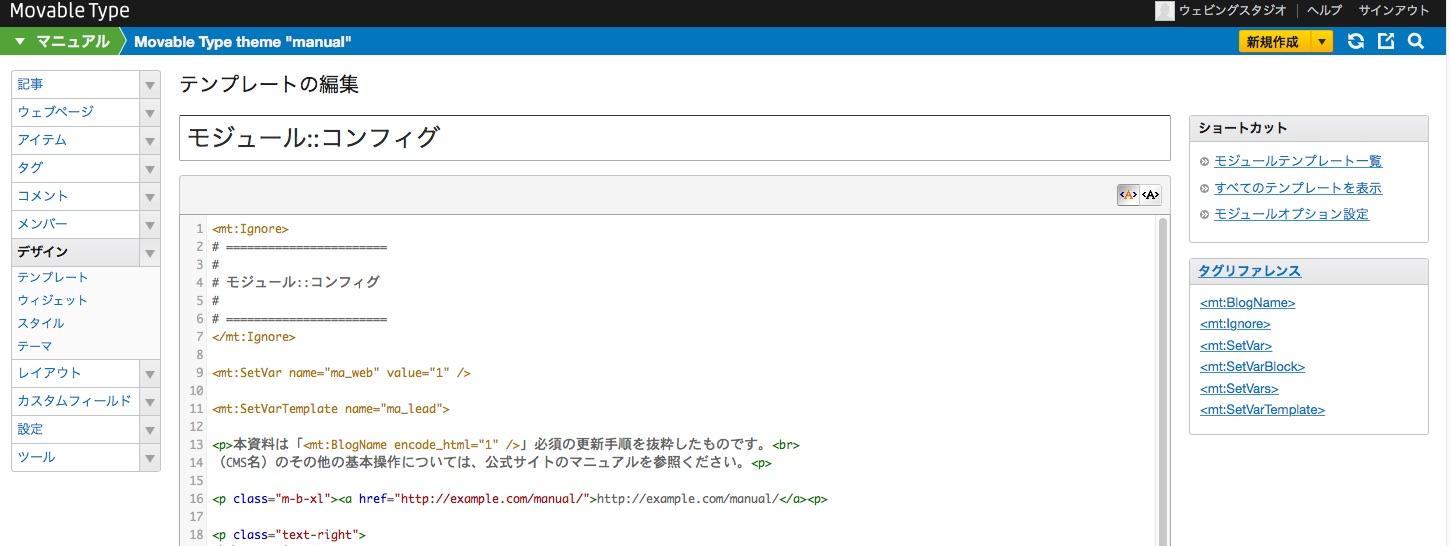 Movable Type
ウェビングスタジオ
ヘルプ
サインアウト
マニュアル
Movable Type theme "manual"
新規作成
記事
ウェブページ
アイテム
タグ
コメント
メンバー
デザイン
テンプレート
ウィジェット
スタイル
テーマ
レイアウト
カスタムフィールド
設定
ツール
テンプレートの編集
モジュール::コンフィグ
<A> <A>
1 <mt:Ignore>
2 # =======================
3 #
4 # モジュール::コンフィグ
5 #
6 # =======================
7 </mt:Ignore>
8
9 <mt:SetVar name="ma_web" value="1" />
10
11 <mt:SetVarTemplate name="ma_lead">
12
13 <p>本資料は「<mt:BlogName encode_html="1" />」必須の更新手順を抜粋したものです。<br>
14 （CMS名）のその他の基本操作については、公式サイトのマニュアルを参照ください。<p>
15
16 <p class="m-b-xl"><a href="http://example.com/manual/">http://example.com/manual/</a><p>
17
18 <p class="text-right">
ショートカット
モジュールテンプレート一覧
すべてのテンプレートを表示
モジュールオプション設定
タグリファレンス
<mt:BlogName>
<mt:Ignore>
<mt:SetVar>
<mt:SetVarBlock>
<mt:SetVars>
<mt:SetVarTemplate>